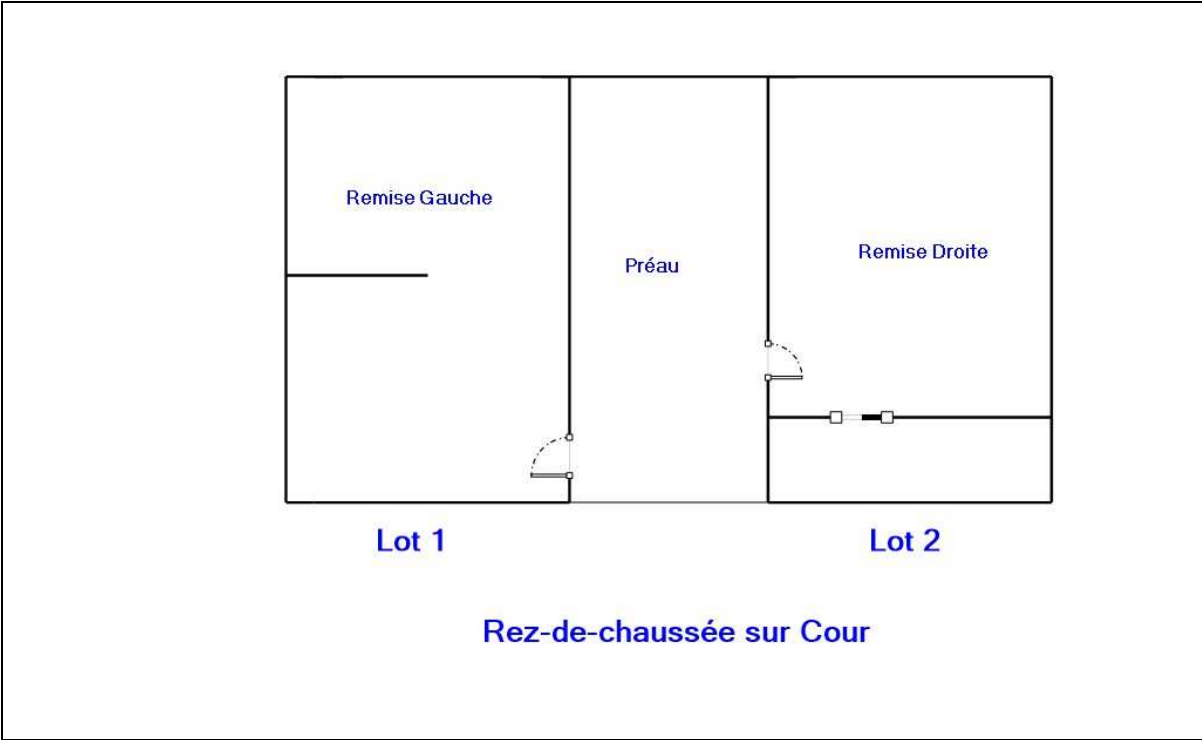 Remise Gauche
Préau
Remise Droite
Lot 1
Lot 2
Rez-de-chaussée sur Cour